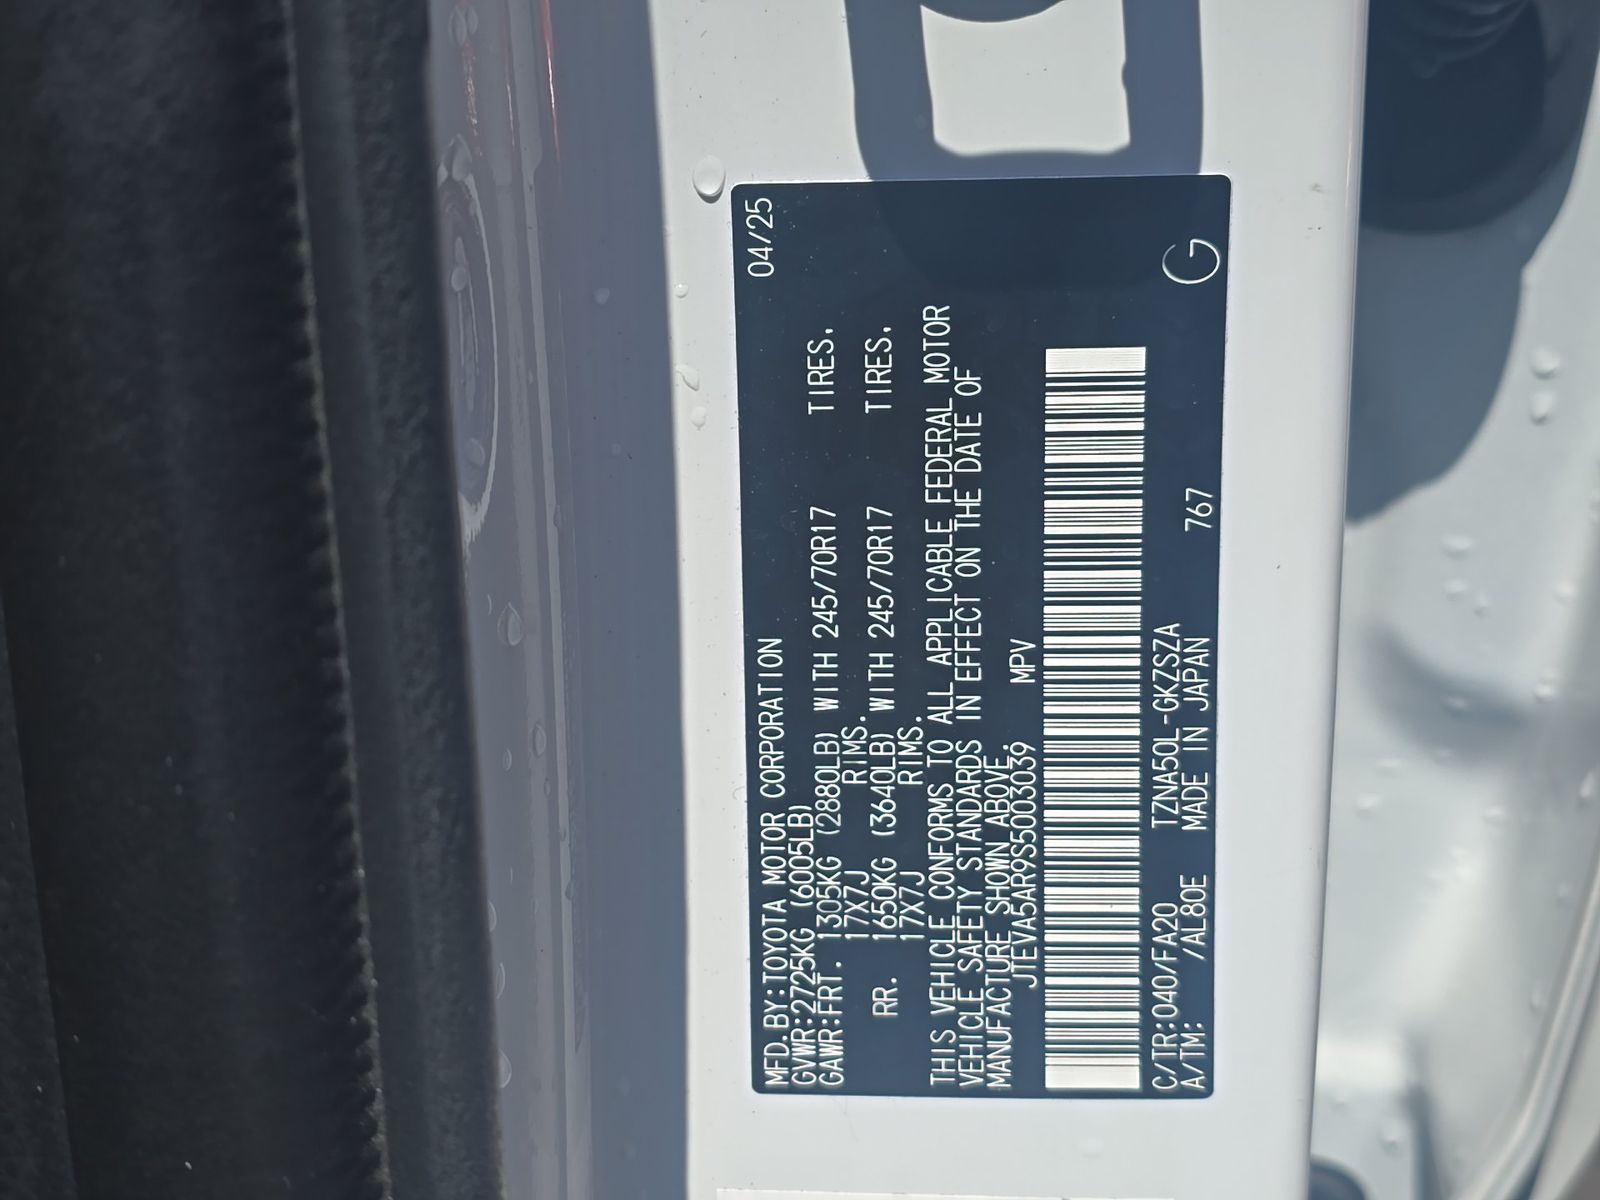 MFD.BY:TOYOTA MOTOR CORPORATION 04/25
GVWR:2725KG (6005LB)
GAWR:FRT. 1305KG (2880LB) WITH 245/70R17 TIRES.
17X7J RIMS.
RR. 1650KG (3640LB) WITH 245/70R17 TIRES.
17X7J RIMS.
THIS VEHICLE CONFORMS TO ALL APPLICABLE FEDERAL MOTOR
VEHICLE SAFETY STANDARDS IN EFFECT ON THE DATE OF
MANUFACTURE SHOWN ABOVE.
JTEVA5AR9S5003039 MPV
C/TR:040/FA20 TZNA50L-GKZSZA
A/TM: /AL80E MADE IN JAPAN 767 G